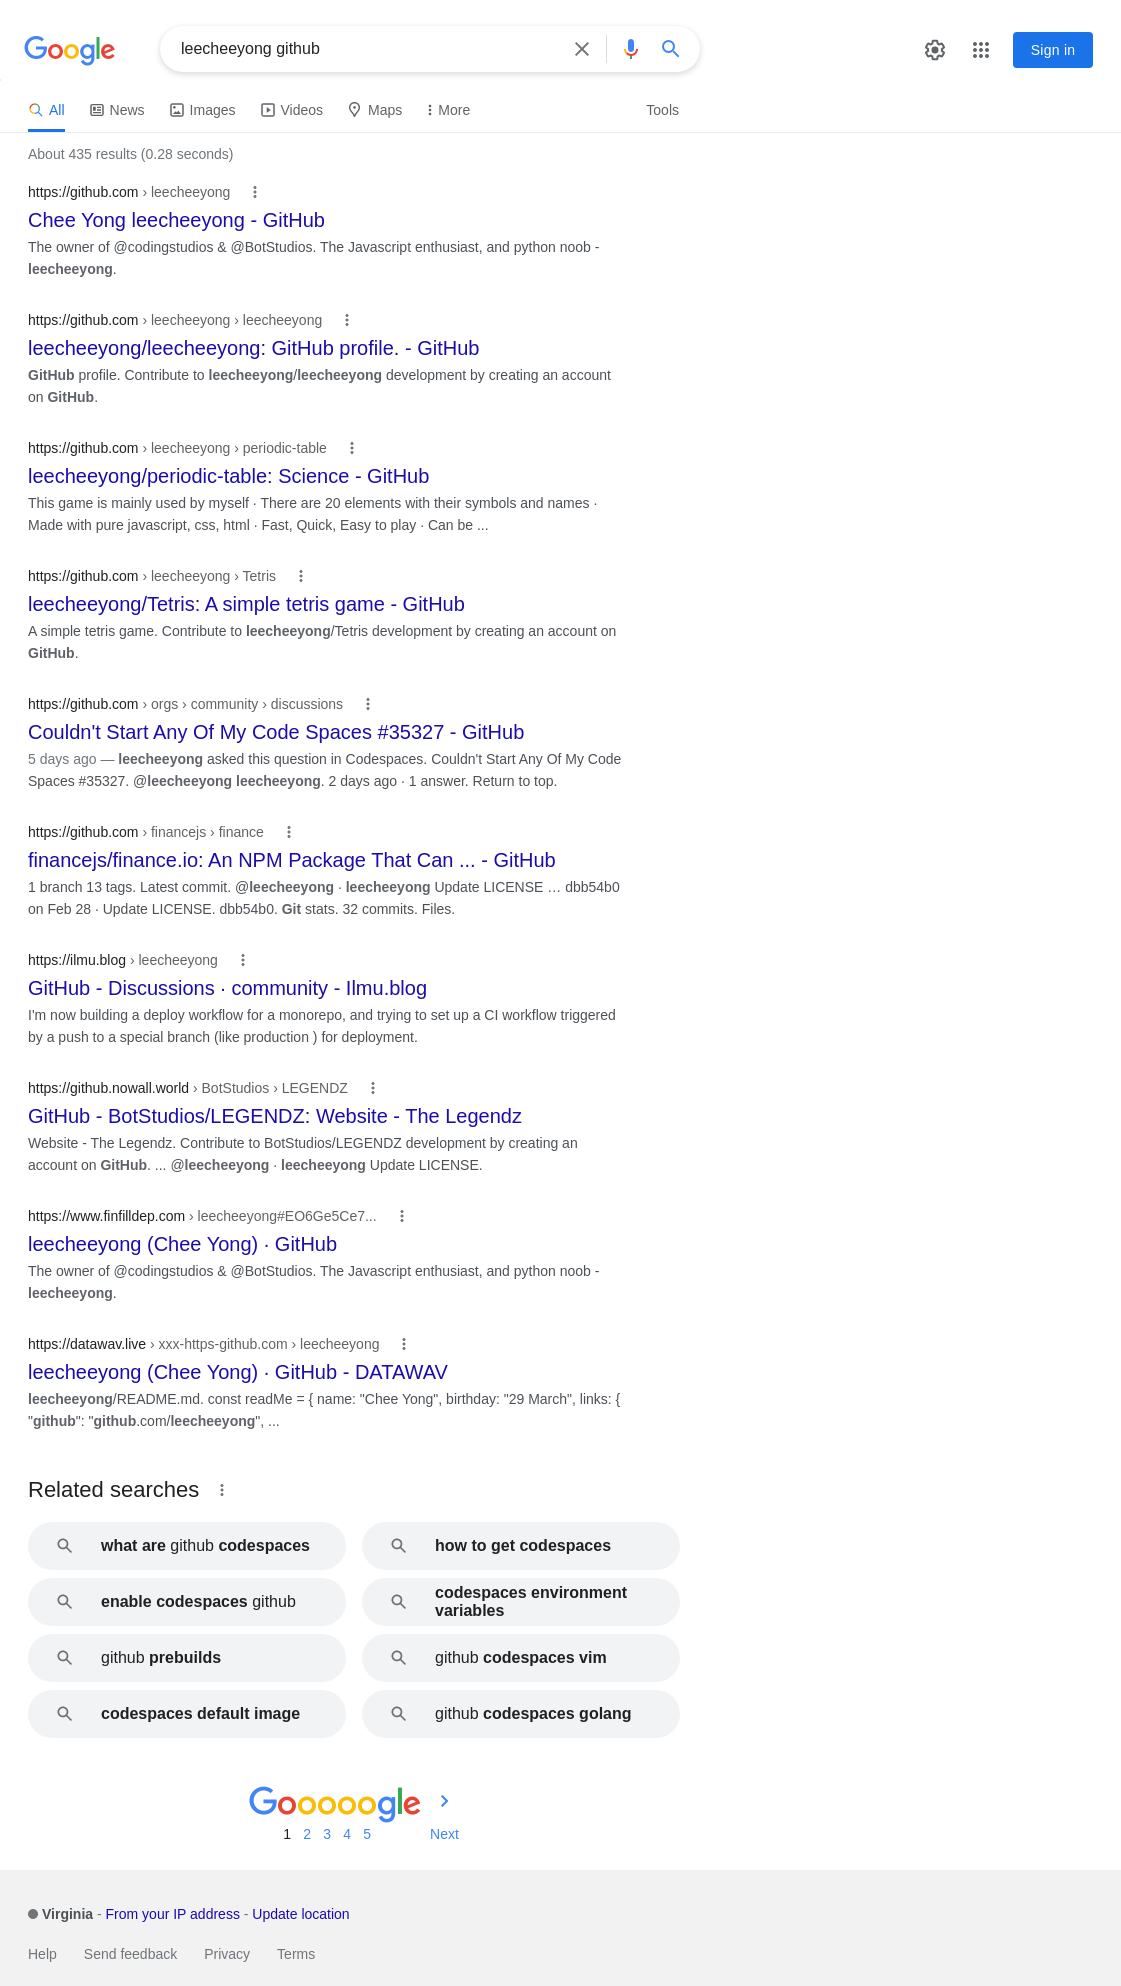 Google
leecheeyong github
Sign in
All News Images Videos Maps More Tools
About 435 results (0.28 seconds)
https://github.com › leecheeyong
Chee Yong leecheeyong - GitHub
The owner of @codingstudios & @BotStudios. The Javascript enthusiast, and python noob -
leecheeyong.
https://github.com › leecheeyong › leecheeyong
leecheeyong/leecheeyong: GitHub profile. - GitHub
GitHub profile. Contribute to leecheeyong/leecheeyong development by creating an account
on GitHub.
https://github.com › leecheeyong › periodic-table
leecheeyong/periodic-table: Science - GitHub
This game is mainly used by myself · There are 20 elements with their symbols and names ·
Made with pure javascript, css, html · Fast, Quick, Easy to play · Can be ...
https://github.com › leecheeyong › Tetris
leecheeyong/Tetris: A simple tetris game - GitHub
A simple tetris game. Contribute to leecheeyong/Tetris development by creating an account on
GitHub.
https://github.com › orgs › community › discussions
Couldn't Start Any Of My Code Spaces #35327 - GitHub
5 days ago — leecheeyong asked this question in Codespaces. Couldn't Start Any Of My Code
Spaces #35327. @leecheeyong leecheeyong. 2 days ago · 1 answer. Return to top.
https://github.com › financejs › finance
financejs/finance.io: An NPM Package That Can ... - GitHub
1 branch 13 tags. Latest commit. @leecheeyong · leecheeyong Update LICENSE … dbb54b0
on Feb 28 · Update LICENSE. dbb54b0. Git stats. 32 commits. Files.
https://ilmu.blog › leecheeyong
GitHub - Discussions · community - Ilmu.blog
I'm now building a deploy workflow for a monorepo, and trying to set up a CI workflow triggered
by a push to a special branch (like production ) for deployment.
https://github.nowall.world › BotStudios › LEGENDZ
GitHub - BotStudios/LEGENDZ: Website - The Legendz
Website - The Legendz. Contribute to BotStudios/LEGENDZ development by creating an
account on GitHub. ... @leecheeyong · leecheeyong Update LICENSE.
https://www.finfilldep.com › leecheeyong#EO6Ge5Ce7...
leecheeyong (Chee Yong) · GitHub
The owner of @codingstudios & @BotStudios. The Javascript enthusiast, and python noob -
leecheeyong.
https://datawav.live › xxx-https-github.com › leecheeyong
leecheeyong (Chee Yong) · GitHub - DATAWAV
leecheeyong/README.md. const readMe = { name: "Chee Yong", birthday: "29 March", links: {
"github": "github.com/leecheeyong", ...
Related searches
what are github codespaces
how to get codespaces
enable codespaces github
codespaces environment
variables
github prebuilds
github codespaces vim
codespaces default image
github codespaces golang
Gooooogle
1 2 3 4 5 Next
Virginia - From your IP address - Update location
Help Send feedback Privacy Terms